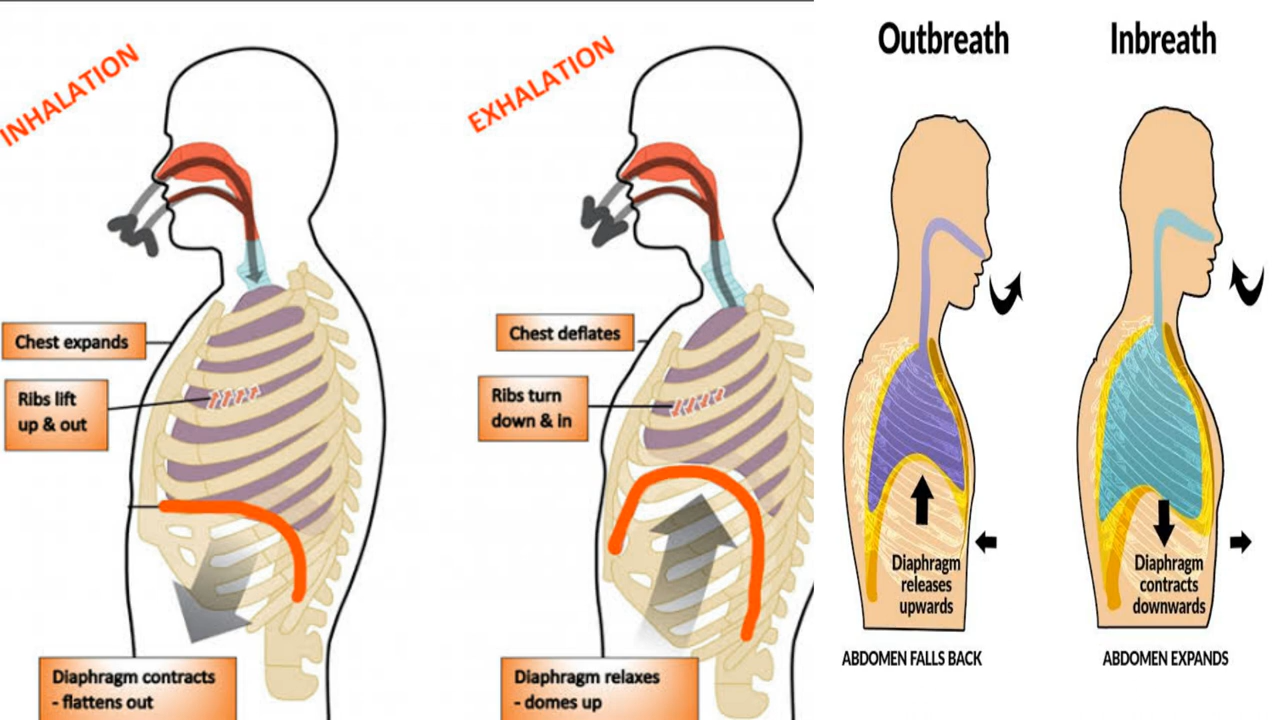 INHALATION
Chest expands
Ribs lift
up & out
Diaphragm contracts
- flattens out
EXHALATION
Chest deflates
Ribs turn
down & in
Diaphragm relaxes
- domes up
Outbreath
Diaphragm
releases
upwards
ABDOMEN FALLS BACK
Inbreath
Diaphragm
contracts
downwards
ABDOMEN EXPANDS